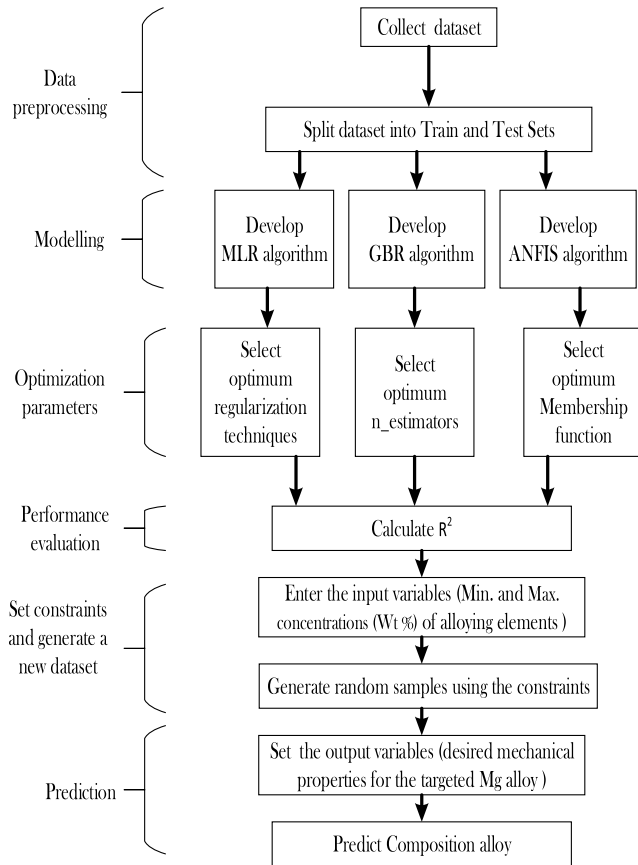 Collect dataset
Data
preprocessing
Split dataset into Train and Test Sets
Modelling
Develop
MLR algorithm
Develop
GBR algorithm
Develop
ANFIS algorithm
Optimization
parameters
Select
optimum
regularization
techniques
Select
optimum
n_estimators
Select
optimum
Membership
function
Performance
evaluation
Calculate R²
Set constraints
and generate a
new dataset
Enter the input variables (Min. and Max.
concentrations (Wt %) of alloying elements )
Generate random samples using the constraints
Prediction
Set the output variables (desired mechanical
properties for the targeted Mg alloy )
Predict Composition alloy